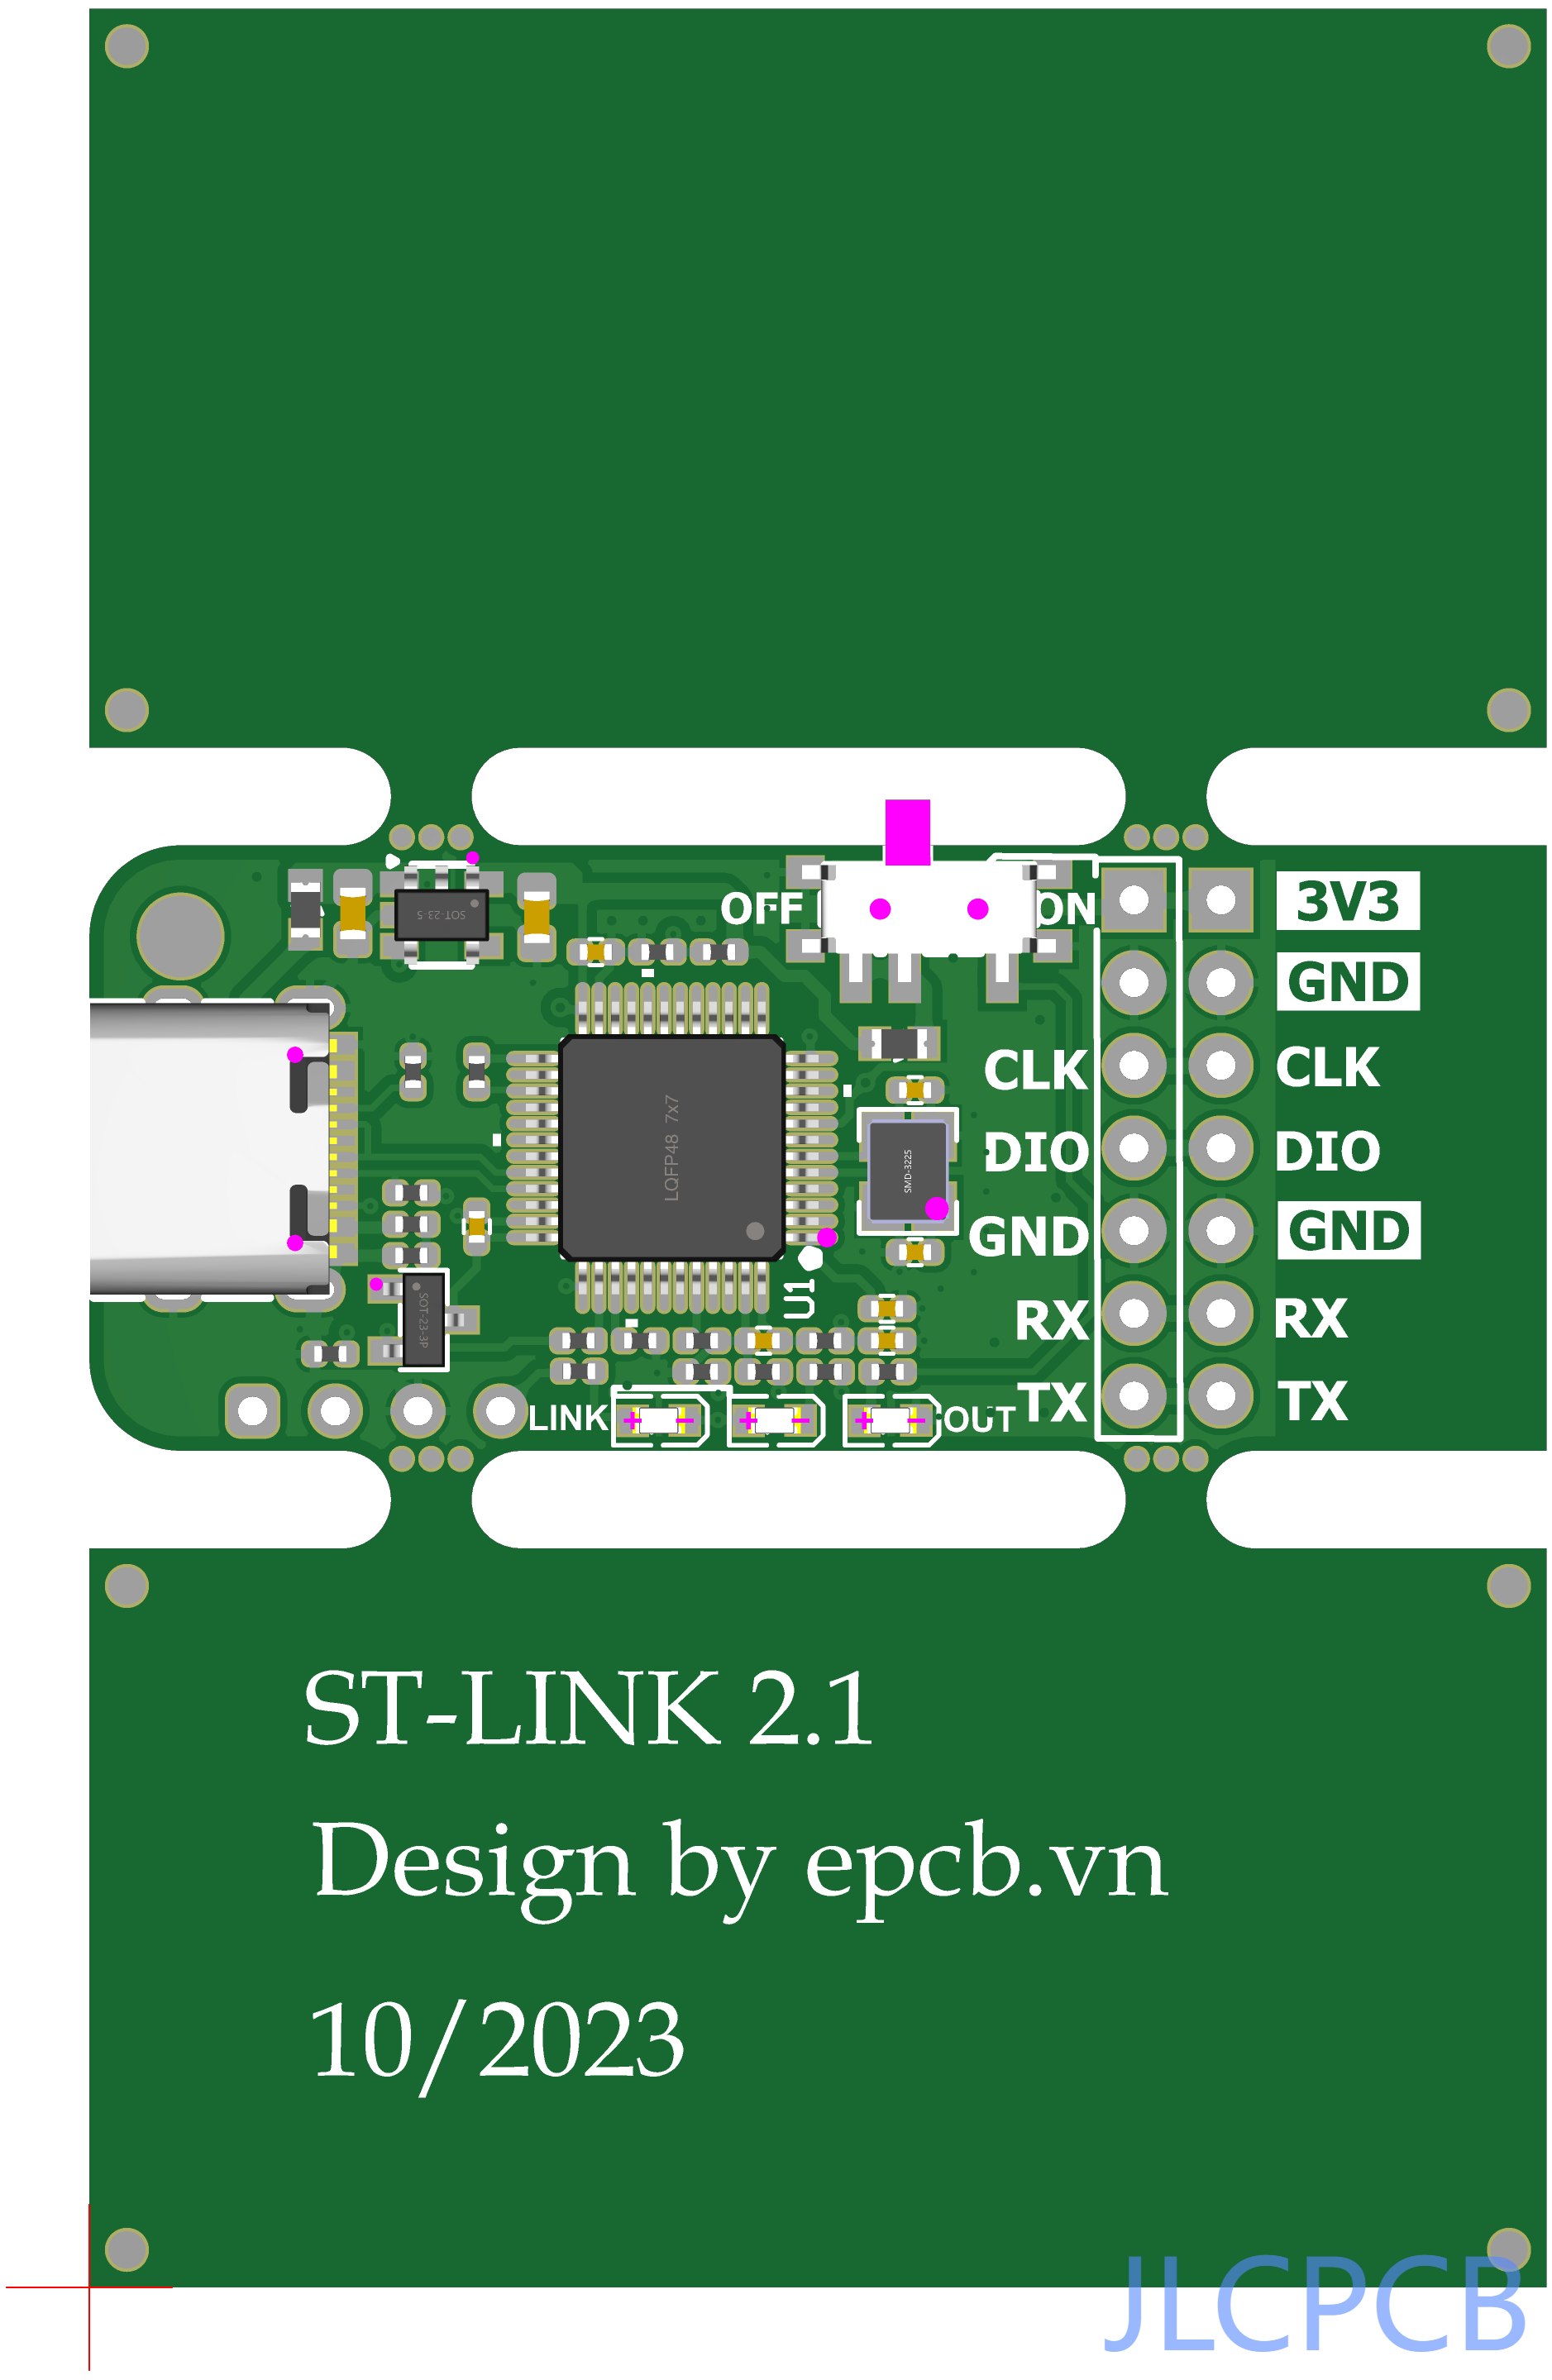 SOT-23-5
OFF
ON
3V3
GND
CLK
CLK
LQFP48 7x7
SMD-3225
DIO
DIO
GND
GND
U1
SOT-23-3P
RX
RX
LINK
OUT
TX
TX
ST-LINK 2.1
Design by epcb.vn
10/2023
JLCPCB